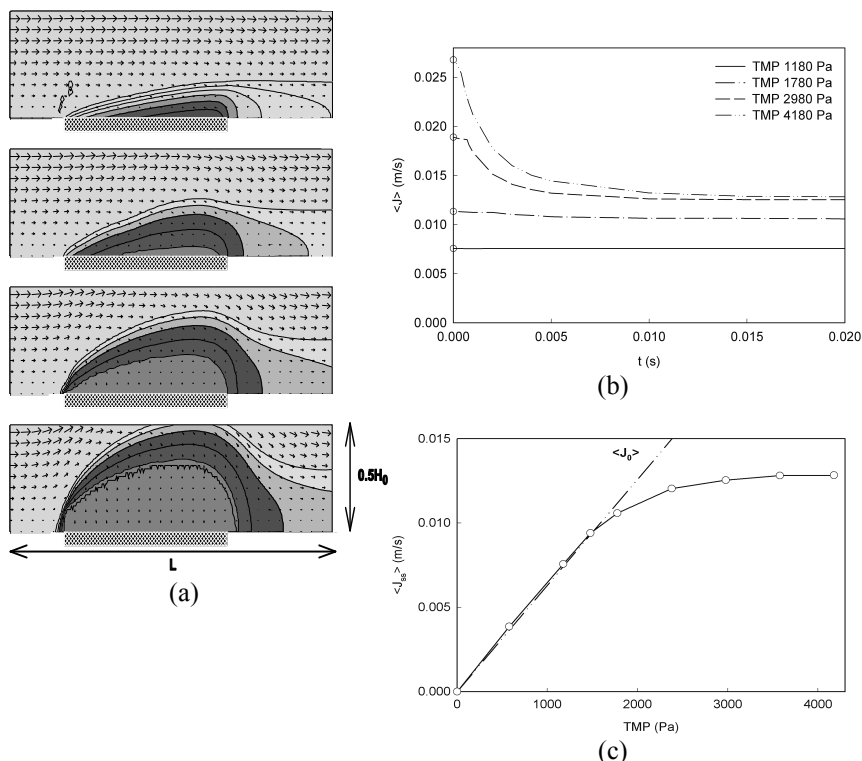 0.5H₀
L
(a)
<J> (m/s)
0.025
0.020
0.015
0.010
0.005
0.000
TMP 1180 Pa
TMP 1780 Pa
TMP 2980 Pa
TMP 4180 Pa
0.000 0.005 0.010 0.015 0.020
t (s)
(b)
<Jss> (m/s)
0.015
0.010
0.005
0.000
<J₀>
0 1000 2000 3000 4000
TMP (Pa)
(c)